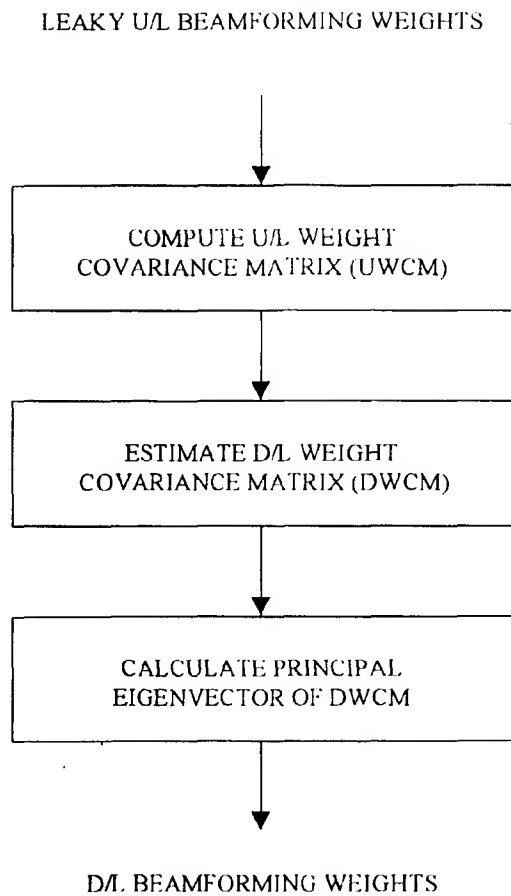 LEAKY U/L BEAMFORMING WEIGHTS
COMPUTE U/L WEIGHT
COVARIANCE MATRIX (UWCM)
ESTIMATE D/L WEIGHT
COVARIANCE MATRIX (DWCM)
CALCULATE PRINCIPAL
EIGENVECTOR OF DWCM
D/L BEAMFORMING WEIGHTS